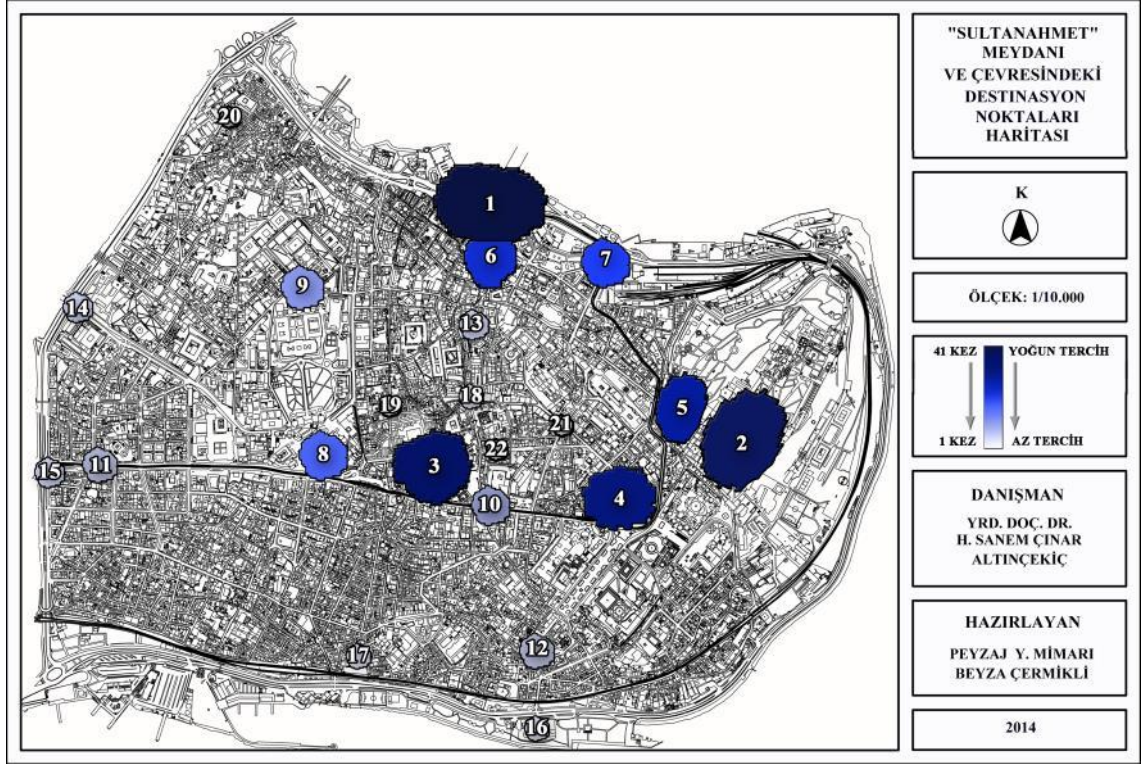 "SULTANAHMET"
MEYDANI
VE ÇEVRESİNDEKİ
DESTINASYON
NOKTALARI
HARİTASI
K
ÖLÇEK: 1/10.000
41 KEZ YOĞUN TERCİH
1 KEZ AZ TERCİH
DANIŞMAN
YRD. DOÇ. DR.
H. SANEM ÇINAR
ALTINÇEKİÇ
HAZIRLAYAN
PEYZAJ Y. MİMARI
BEYZA ÇERMİKLİ
2014
20
1
6
7
9
14
13
18
19
5
21
2
22
8
3
11
15
4
10
12
17
16